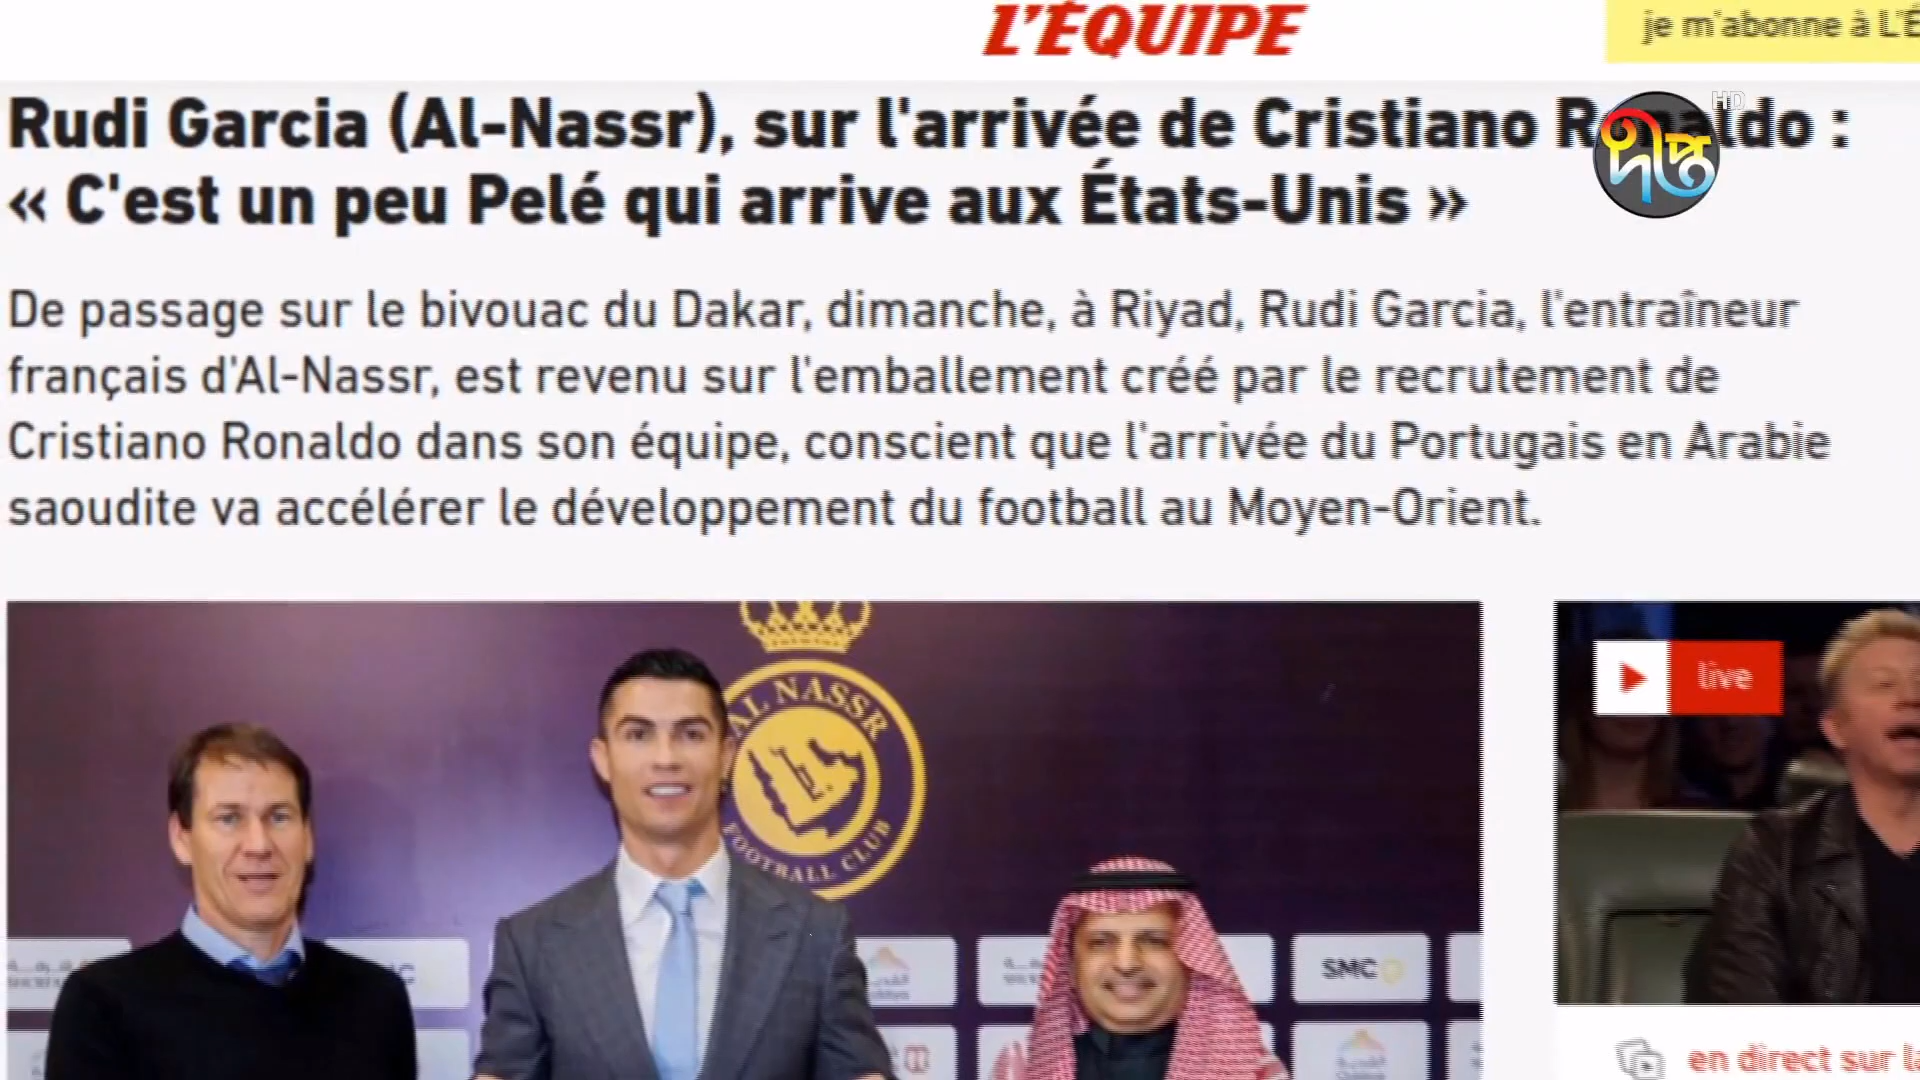 L'ÉQUIPE
je m'abonne à L'É
HD
Rudi Garcia (Al-Nassr), sur l'arrivée de Cristiano Ronaldo :
দীপ্ত
« C'est un peu Pelé qui arrive aux États-Unis »
De passage sur le bivouac du Dakar, dimanche, à Riyad, Rudi Garcia, l'entraîneur
français d'Al-Nassr, est revenu sur l'emballement créé par le recrutement de
Cristiano Ronaldo dans son équipe, conscient que l'arrivée du Portugais en Arabie
saoudite va accélérer le développement du football au Moyen-Orient.
AL NASSR
FOOTBALL CLUB
live
SMC
en direct sur la